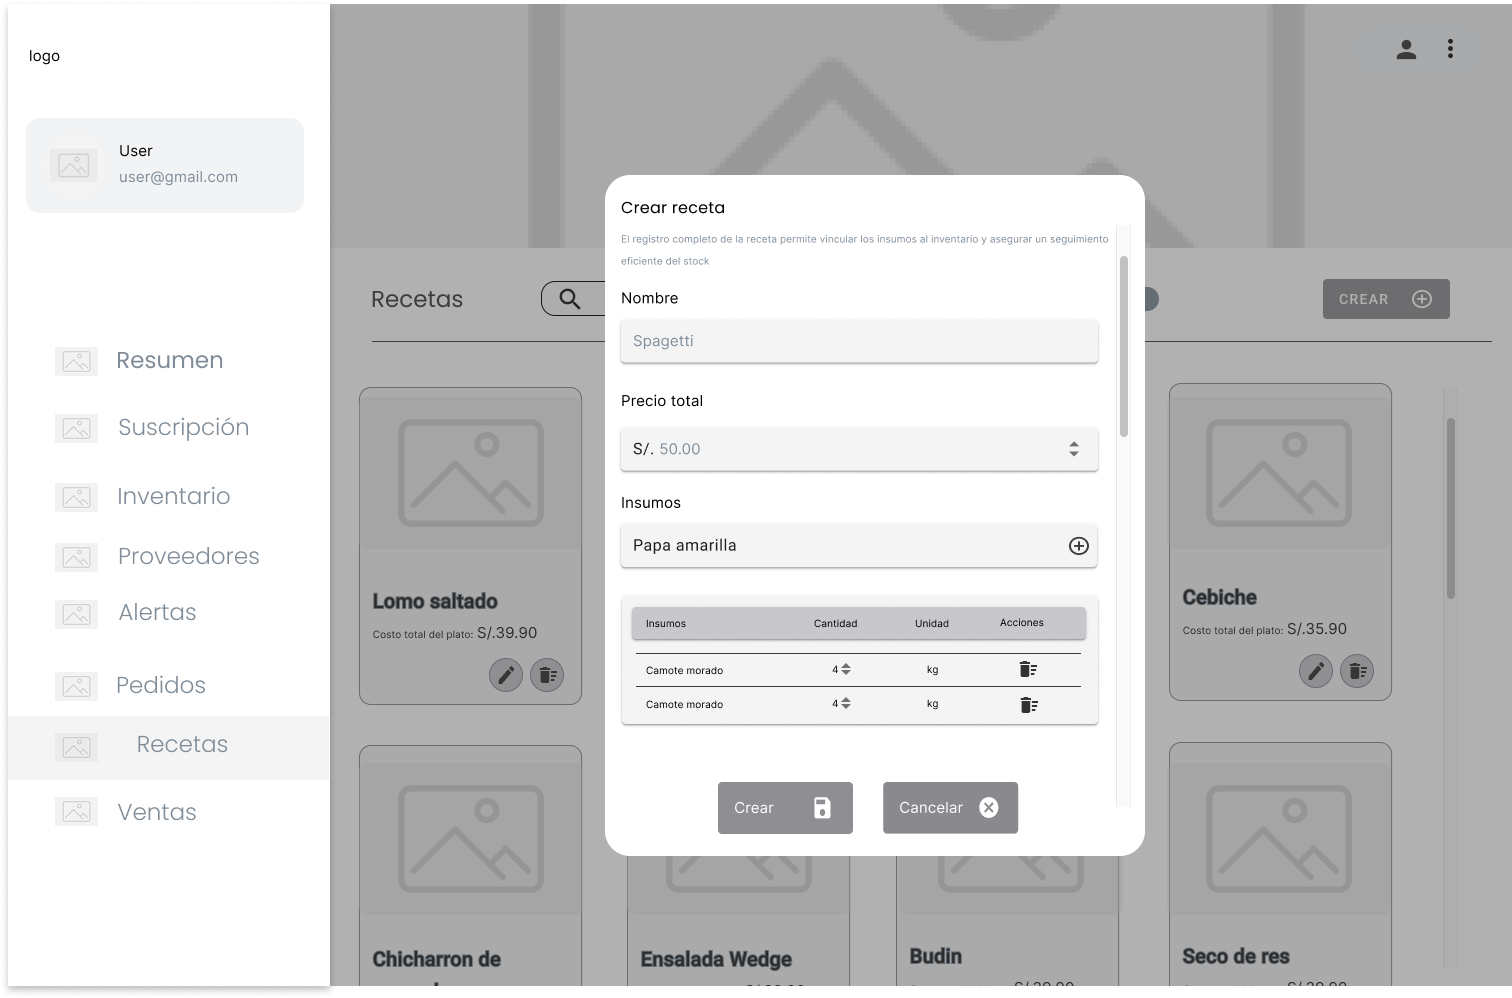 logo
User
user@gmail.com
Resumen
Suscripción
Inventario
Proveedores
Alertas
Pedidos
Recetas
Ventas
Recetas
CREAR
Lomo saltado
Costo total del plato: S/.39.90
Cebiche
Costo total del plato: S/.35.90
Chicharron de
Ensalada Wedge
Budin
Seco de res
Crear receta
El registro completo de la receta permite vincular los insumos al inventario y asegurar un seguimiento
eficiente del stock
Nombre
Spagetti
Precio total
S/. 50.00
Insumos
Papa amarilla
Insumos Cantidad Unidad Acciones
Camote morado 4 kg
Camote morado 4 kg
Crear
Cancelar